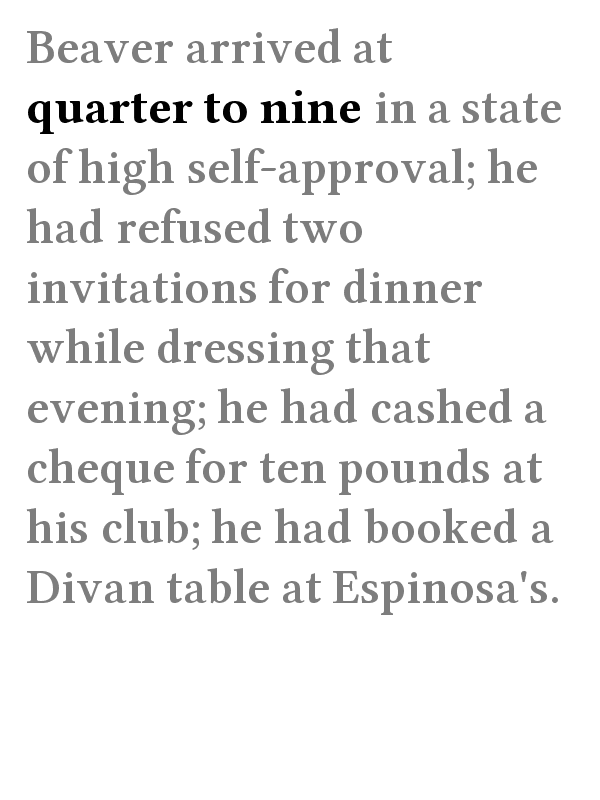 Beaver arrived at
quarter to nine in a state
of high self-approval; he
had refused two
invitations for dinner
while dressing that
evening; he had cashed a
cheque for ten pounds at
his club; he had booked a
Divan table at Espinosa's.